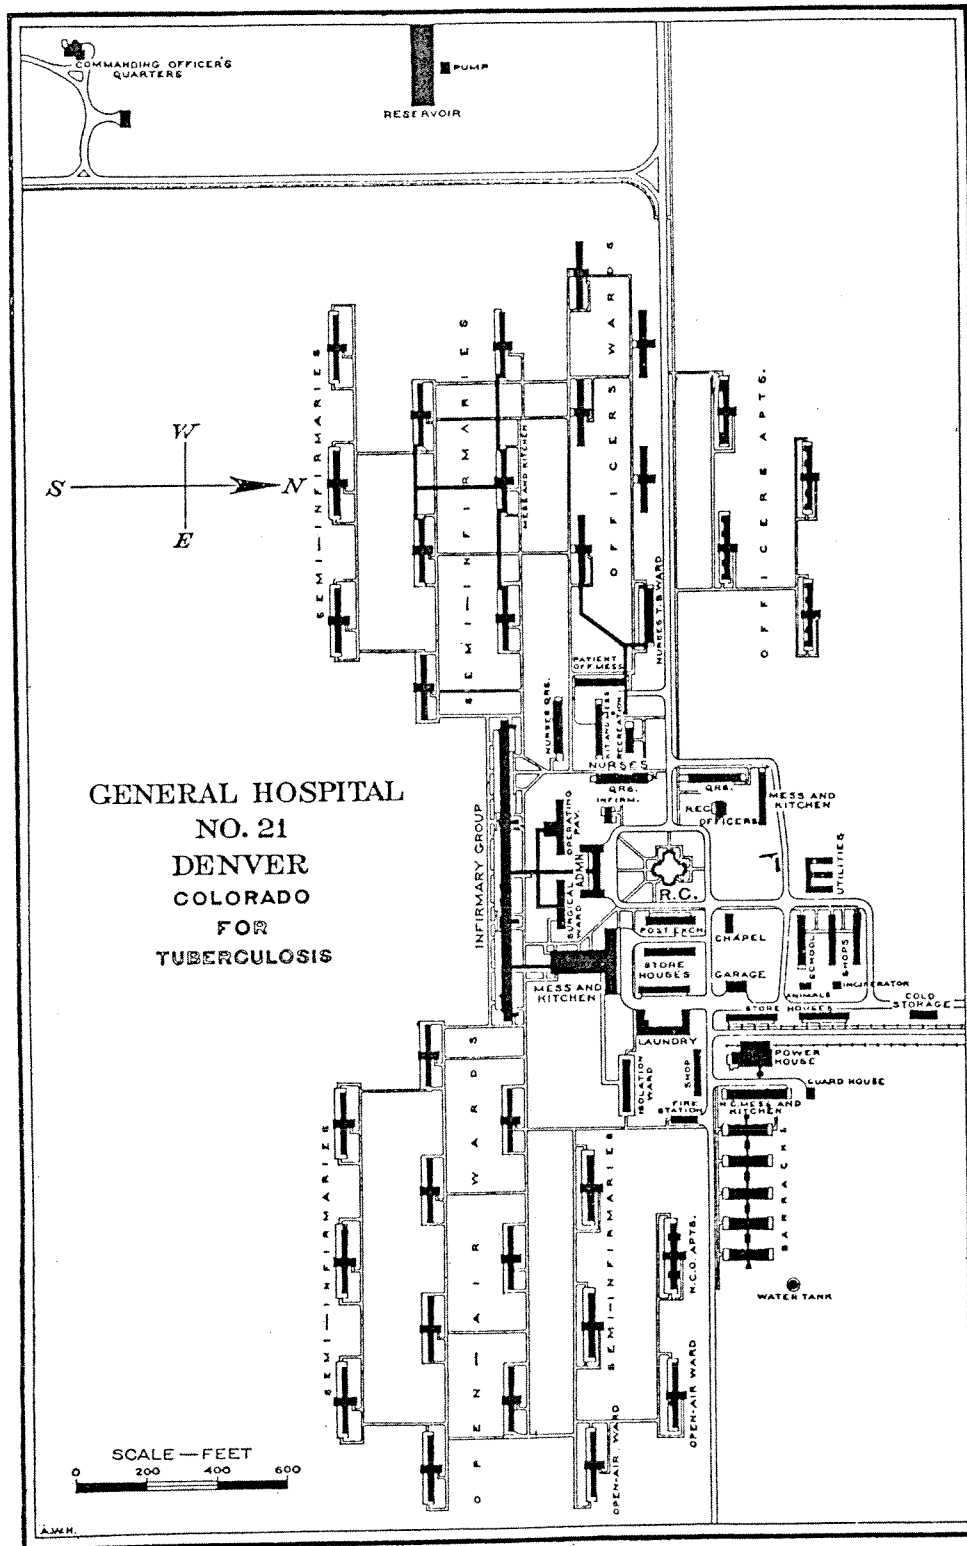 COMMANDING OFFICER'S
QUARTERS
PUMP
RESERVOIR
SEMI-INFIRMARIES
SEMI-INFIRMARIES
MESS AND KITCHEN
OFFICERS WARDS
OFFICERS APTS.
W
S
N
E
NURSES T.B. WARD
PATIENT
OFF. MESS
NURSES QRS.
KIT. AND MESS
RECREATION
NURSES
QRS.
INFIRM.
QRS.
REC.
OFFICERS
MESS AND
KITCHEN
GENERAL HOSPITAL
NO. 21
DENVER
COLORADO
FOR
TUBERCULOSIS
INFIRMARY GROUP
OPERATING
PAV.
ADMN.
SURGICAL
WARD
R.C.
UTILITIES
POST EXCH.
CHAPEL
SCHOOL
SHOPS
STORE
HOUSES
GARAGE
MESS AND
KITCHEN
ANIMALS
INCINERATOR
STORE HOUSES
COLD
STORAGE
LAUNDRY
POWER
HOUSE
ISOLATION
WARD
SHOP
GUARD HOUSE
FIRE
STATION
H.C. MESS AND
KITCHEN
BARRACKS
WATER TANK
SEMI-INFIRMARIES
OPEN-AIR WARDS
SEMI-INFIRMARIES
N.C.O. APTS.
OPEN-AIR WARD
OPEN-AIR WARD
SCALE—FEET
0 200 400 600
A.W.H.